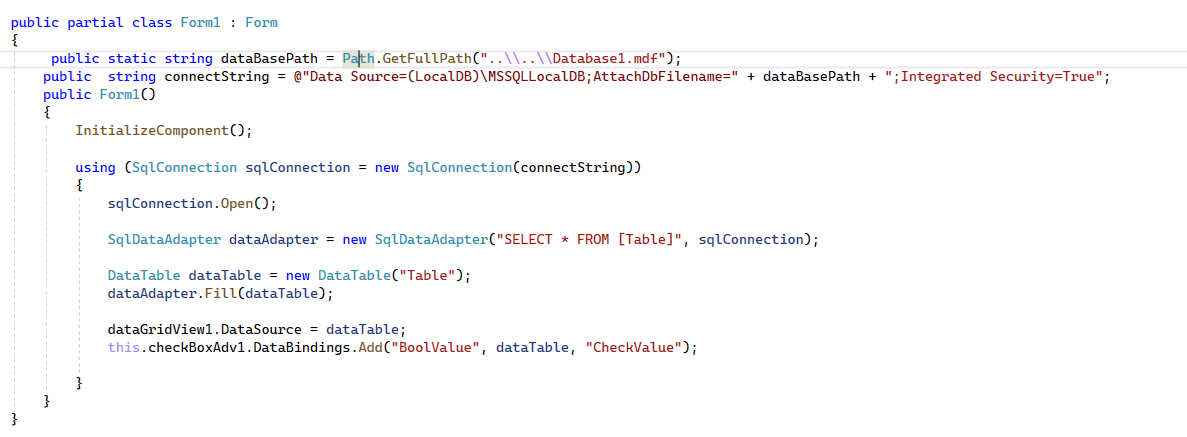 public partial class Form1 : Form
{
public static string dataBasePath = Path.GetFullPath("..\\..\\Database1.mdf");
public  string connectString = @"Data Source=(LocalDB)\MSSQLLocalDB;AttachDbFilename=" + dataBasePath + ";Integrated Security=True";
public Form1()
{
InitializeComponent();
using (SqlConnection sqlConnection = new SqlConnection(connectString))
{
sqlConnection.Open();
SqlDataAdapter dataAdapter = new SqlDataAdapter("SELECT * FROM [Table]", sqlConnection);
DataTable dataTable = new DataTable("Table");
dataAdapter.Fill(dataTable);
dataGridView1.DataSource = dataTable;
this.checkBoxAdv1.DataBindings.Add("BoolValue", dataTable, "CheckValue");
}
}
}